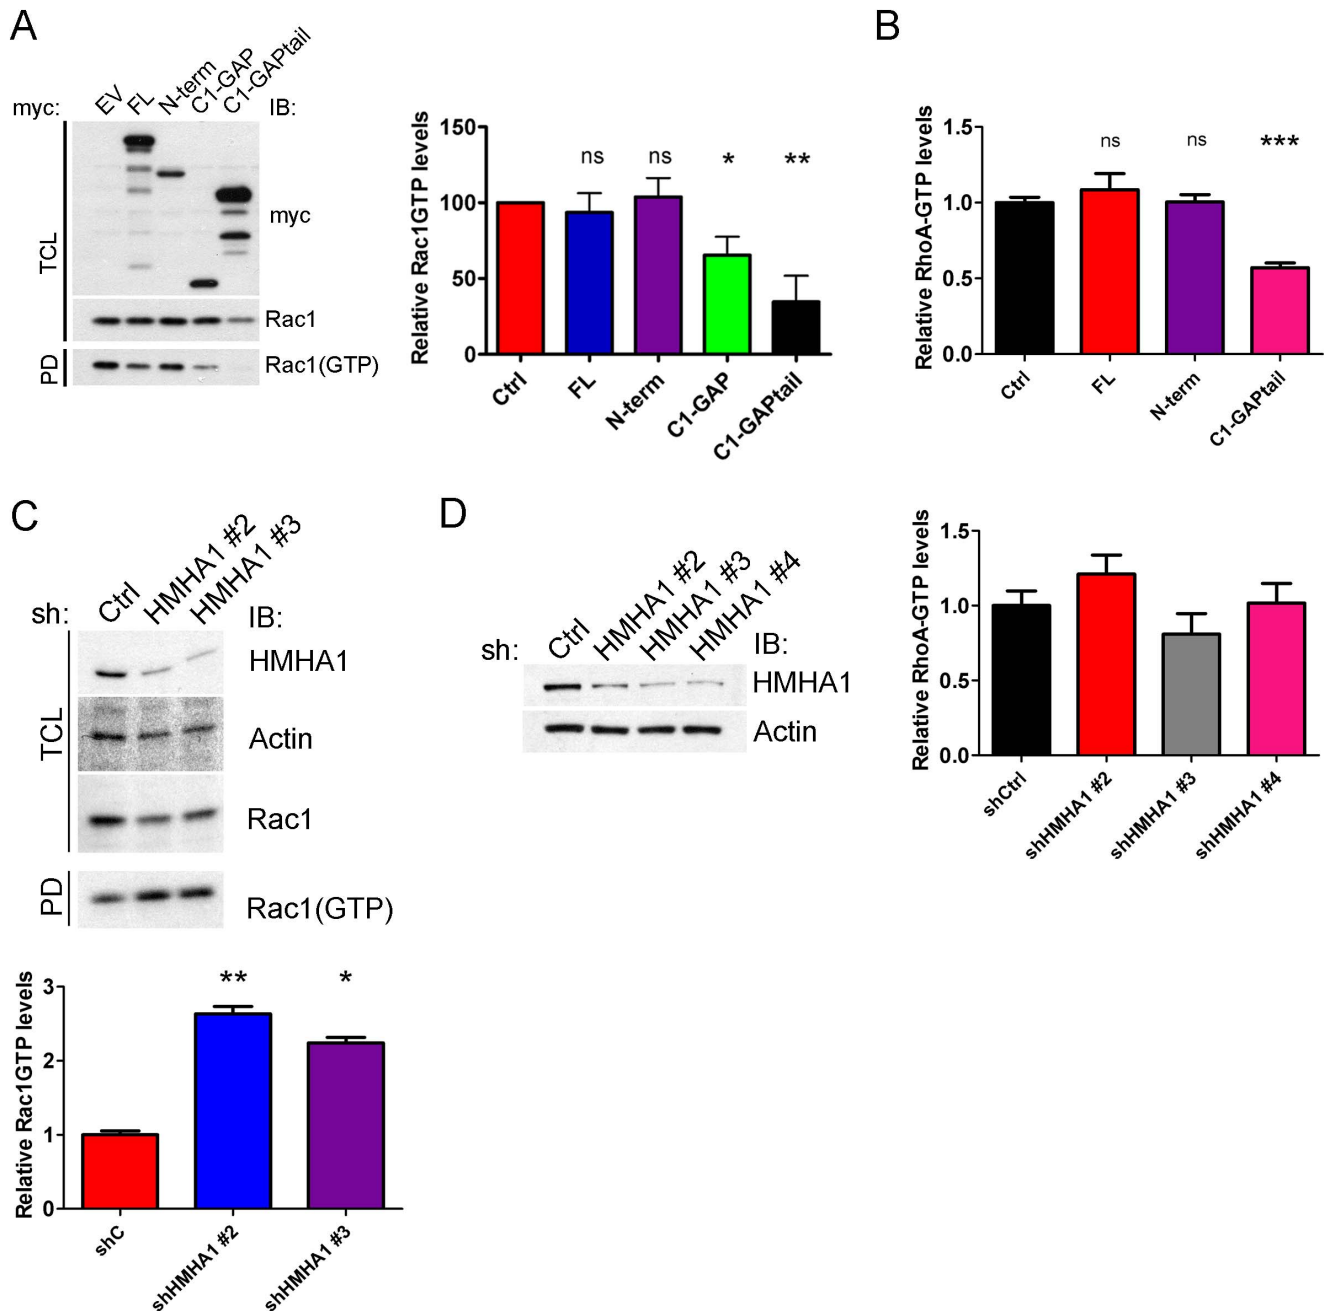 A
myc: EV FL N-term C1-GAP C1-GAPtail IB:
TCL
myc
Rac1
PD
Rac1(GTP)
Relative Rac1GTP levels
150
100
50
0
ns ns * **
Ctrl FL N-term C1-GAP C1-GAPtail
B
Relative RhoA-GTP levels
1.5
1.0
0.5
0.0
ns ns ***
Ctrl FL N-term C1-GAPtail
C
sh: Ctrl HMHA1 #2 HMHA1 #3 IB:
TCL
HMHA1
Actin
Rac1
PD
Rac1(GTP)
Relative Rac1GTP levels
3
2
1
0
** *
shC shHMHA1 #2 shHMHA1 #3
D
sh: Ctrl HMHA1 #2 HMHA1 #3 HMHA1 #4 IB:
HMHA1
Actin
Relative RhoA-GTP levels
1.5
1.0
0.5
0.0
shCtrl shHMHA1 #2 shHMHA1 #3 shHMHA1 #4